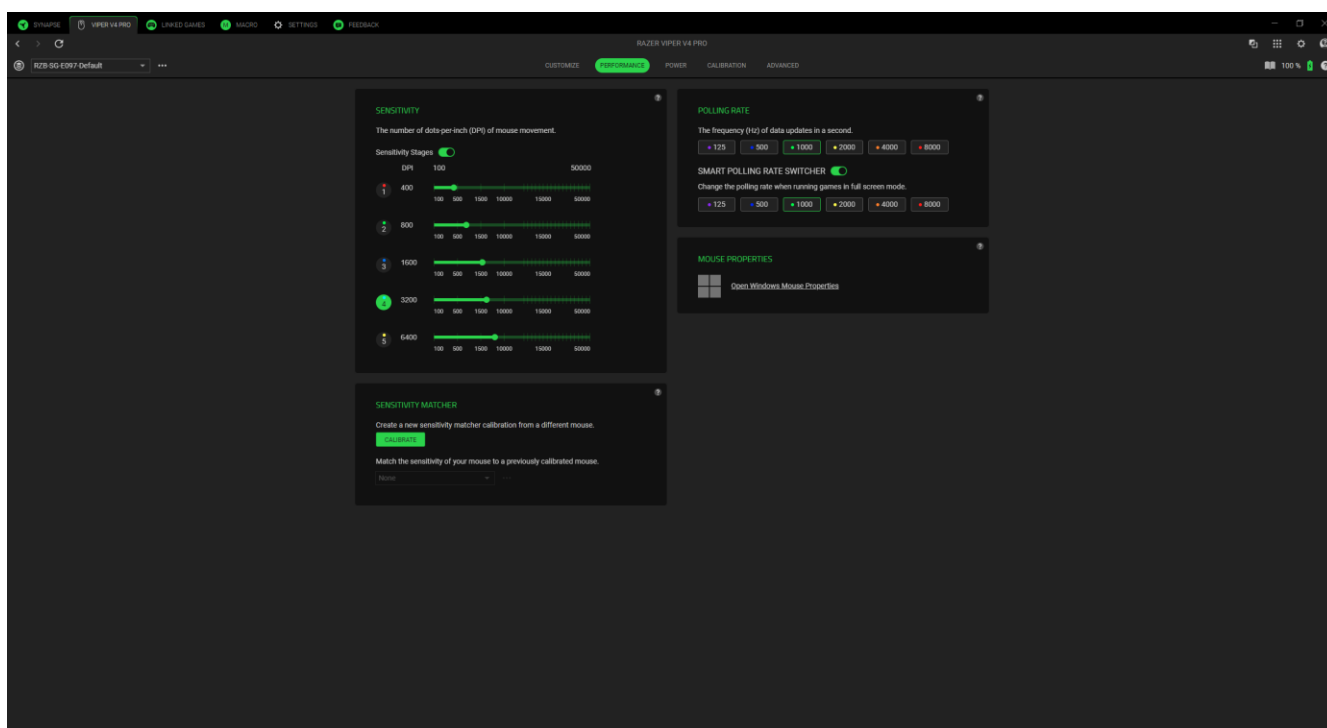 SYNAPSE VIPER V4 PRO LINKED GAMES MACRO SETTINGS FEEDBACK
RAZER VIPER V4 PRO
RZB-SG-E097-Default CUSTOMIZE PERFORMANCE POWER CALIBRATION ADVANCED 100 %
SENSITIVITY
The number of dots-per-inch (DPI) of mouse movement.
Sensitivity Stages
DPI 100 50000
1 400
100 500 1500 10000 15000 50000
2 800
100 500 1500 10000 15000 50000
3 1600
100 500 1500 10000 15000 50000
4 3200
100 500 1500 10000 15000 50000
5 6400
100 500 1500 10000 15000 50000
SENSITIVITY MATCHER
Create a new sensitivity matcher calibration from a different mouse.
CALIBRATE
Match the sensitivity of your mouse to a previously calibrated mouse.
None
POLLING RATE
The frequency (Hz) of data updates in a second.
125 500 1000 2000 4000 8000
SMART POLLING RATE SWITCHER
Change the polling rate when running games in full screen mode.
125 500 1000 2000 4000 8000
MOUSE PROPERTIES
Open Windows Mouse Properties